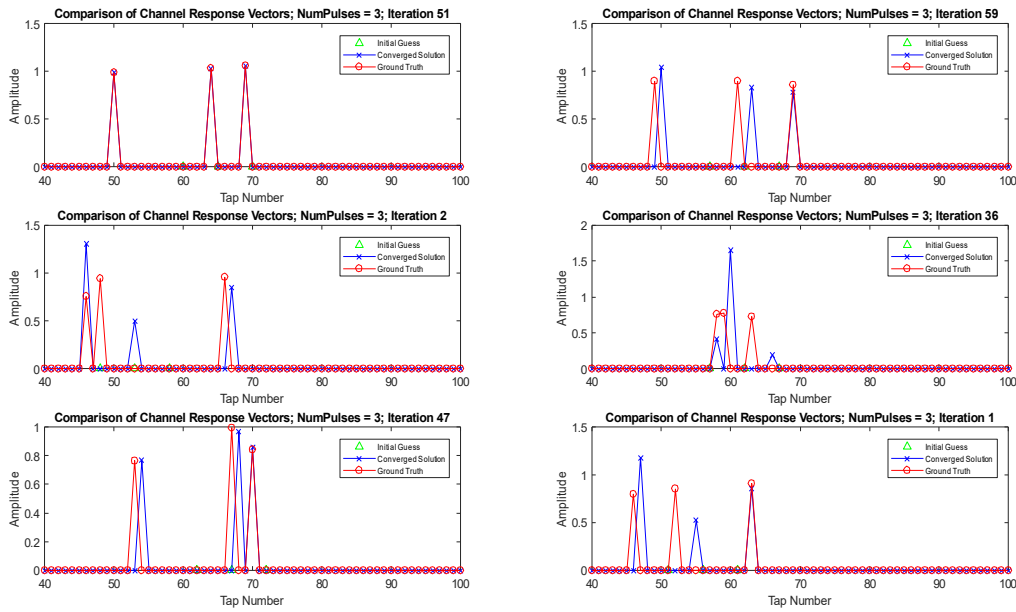 Comparison of Channel Response Vectors; NumPulses = 3; Iteration 51
Amplitude
1.5
1
0.5
0
Initial Guess
Converged Solution
Ground Truth
40 50 60 70 80 90 100
Tap Number
Comparison of Channel Response Vectors; NumPulses = 3; Iteration 59
Amplitude
1.5
1
0.5
0
Initial Guess
Converged Solution
Ground Truth
40 50 60 70 80 90 100
Tap Number
Comparison of Channel Response Vectors; NumPulses = 3; Iteration 2
Amplitude
1.5
1
0.5
0
Initial Guess
Converged Solution
Ground Truth
40 50 60 70 80 90 100
Tap Number
Comparison of Channel Response Vectors; NumPulses = 3; Iteration 36
Amplitude
2
1.5
1
0.5
0
Initial Guess
Converged Solution
Ground Truth
40 50 60 70 80 90 100
Tap Number
Comparison of Channel Response Vectors; NumPulses = 3; Iteration 47
Amplitude
1
0.8
0.6
0.4
0.2
0
Initial Guess
Converged Solution
Ground Truth
40 50 60 70 80 90 100
Tap Number
Comparison of Channel Response Vectors; NumPulses = 3; Iteration 1
Amplitude
1.5
1
0.5
0
Initial Guess
Converged Solution
Ground Truth
40 50 60 70 80 90 100
Tap Number